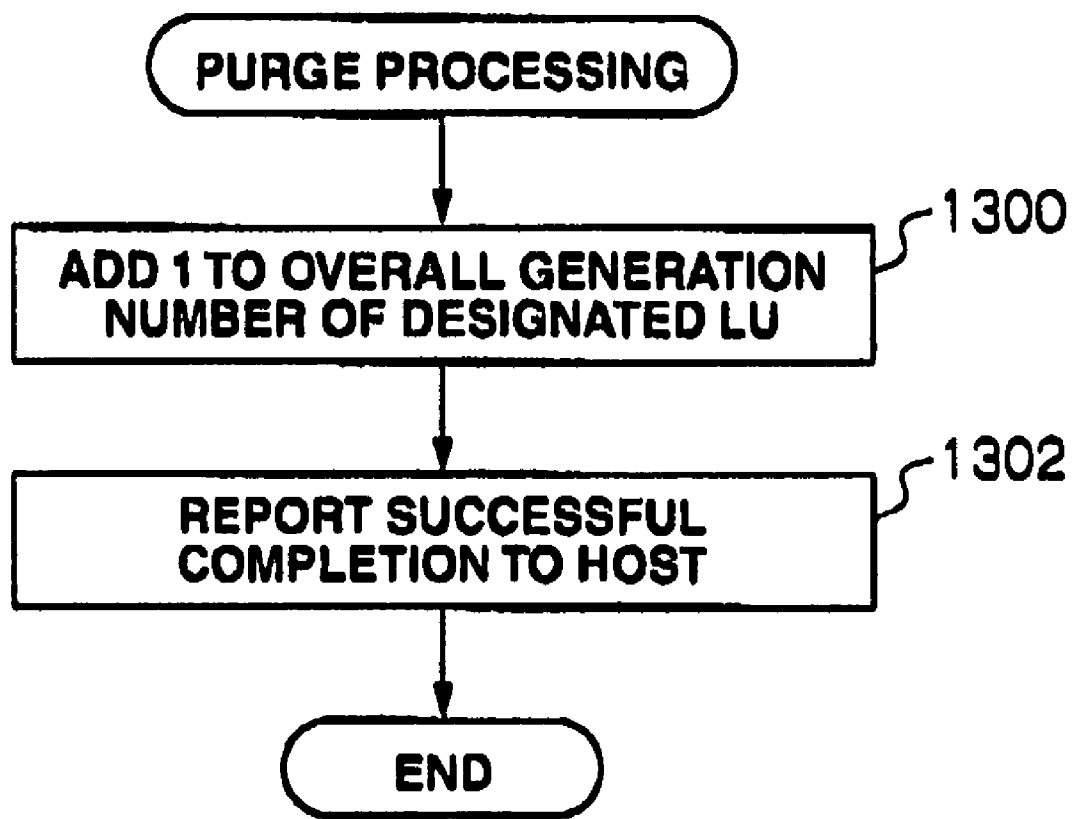 PURGE PROCESSING
1300
ADD 1 TO OVERALL GENERATION
NUMBER OF DESIGNATED LU
1302
REPORT SUCCESSFUL
COMPLETION TO HOST
END